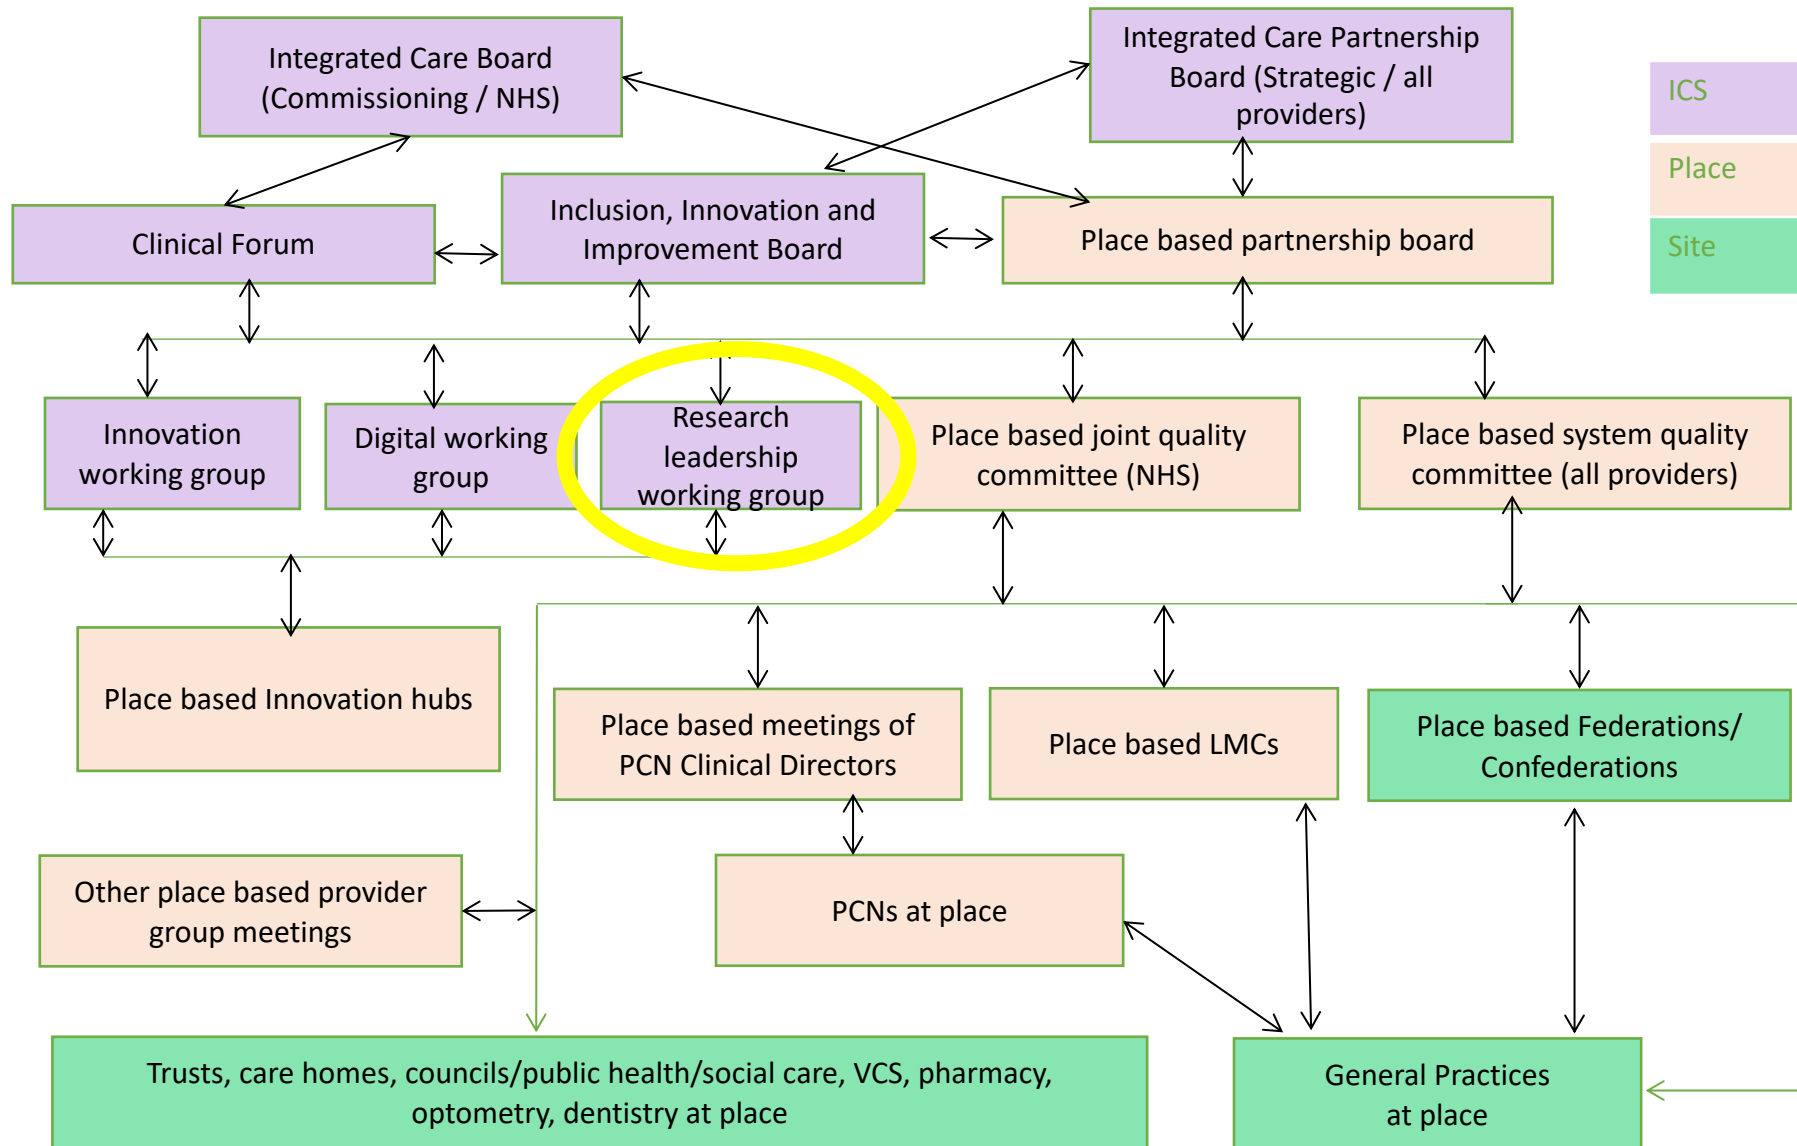 Integrated Care Board
(Commissioning / NHS)
Integrated Care Partnership
Board (Strategic / all
providers)
ICS
Place
Site
Clinical Forum
Inclusion, Innovation and
Improvement Board
Place based partnership board
Innovation
working group
Digital working
group
Research
leadership
working group
Place based joint quality
committee (NHS)
Place based system quality
committee (all providers)
Place based Innovation hubs
Place based meetings of
PCN Clinical Directors
Place based LMCs
Place based Federations/
Confederations
Other place based provider
group meetings
PCNs at place
Trusts, care homes, councils/public health/social care, VCS, pharmacy,
optometry, dentistry at place
General Practices
at place